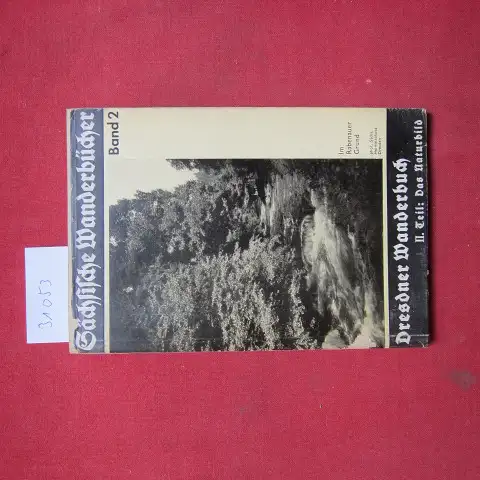 Sächsische Wanderbücher
Band 2
Im
Rabenauer
Grund
Dresdner Wanderbuch
II. Teil: Das Naturbild
31053